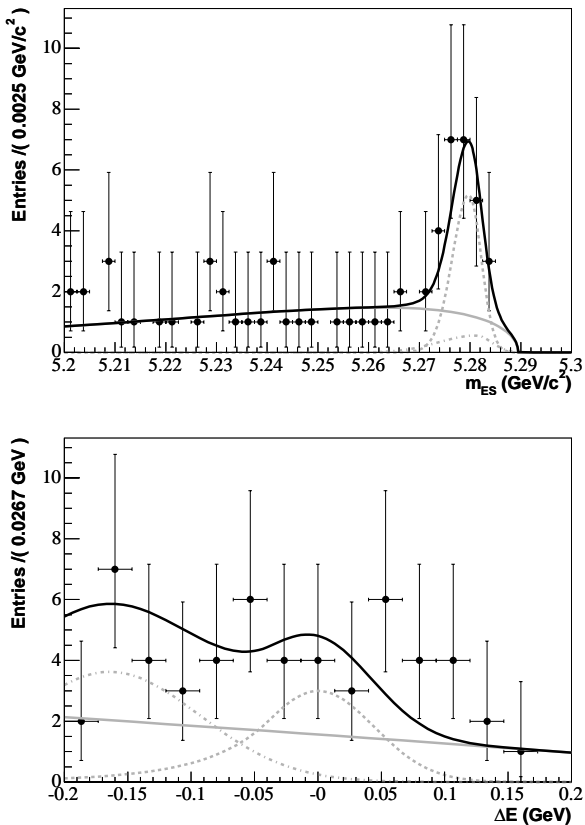 Entries /( 0.0025 GeV/c² )
10
8
6
4
2
0
5.2 5.21 5.22 5.23 5.24 5.25 5.26 5.27 5.28 5.29 5.3
m_ES (GeV/c²)
Entries /( 0.0267 GeV )
10
8
6
4
2
0
-0.2 -0.15 -0.1 -0.05 -0 0.05 0.1 0.15 0.2
ΔE (GeV)